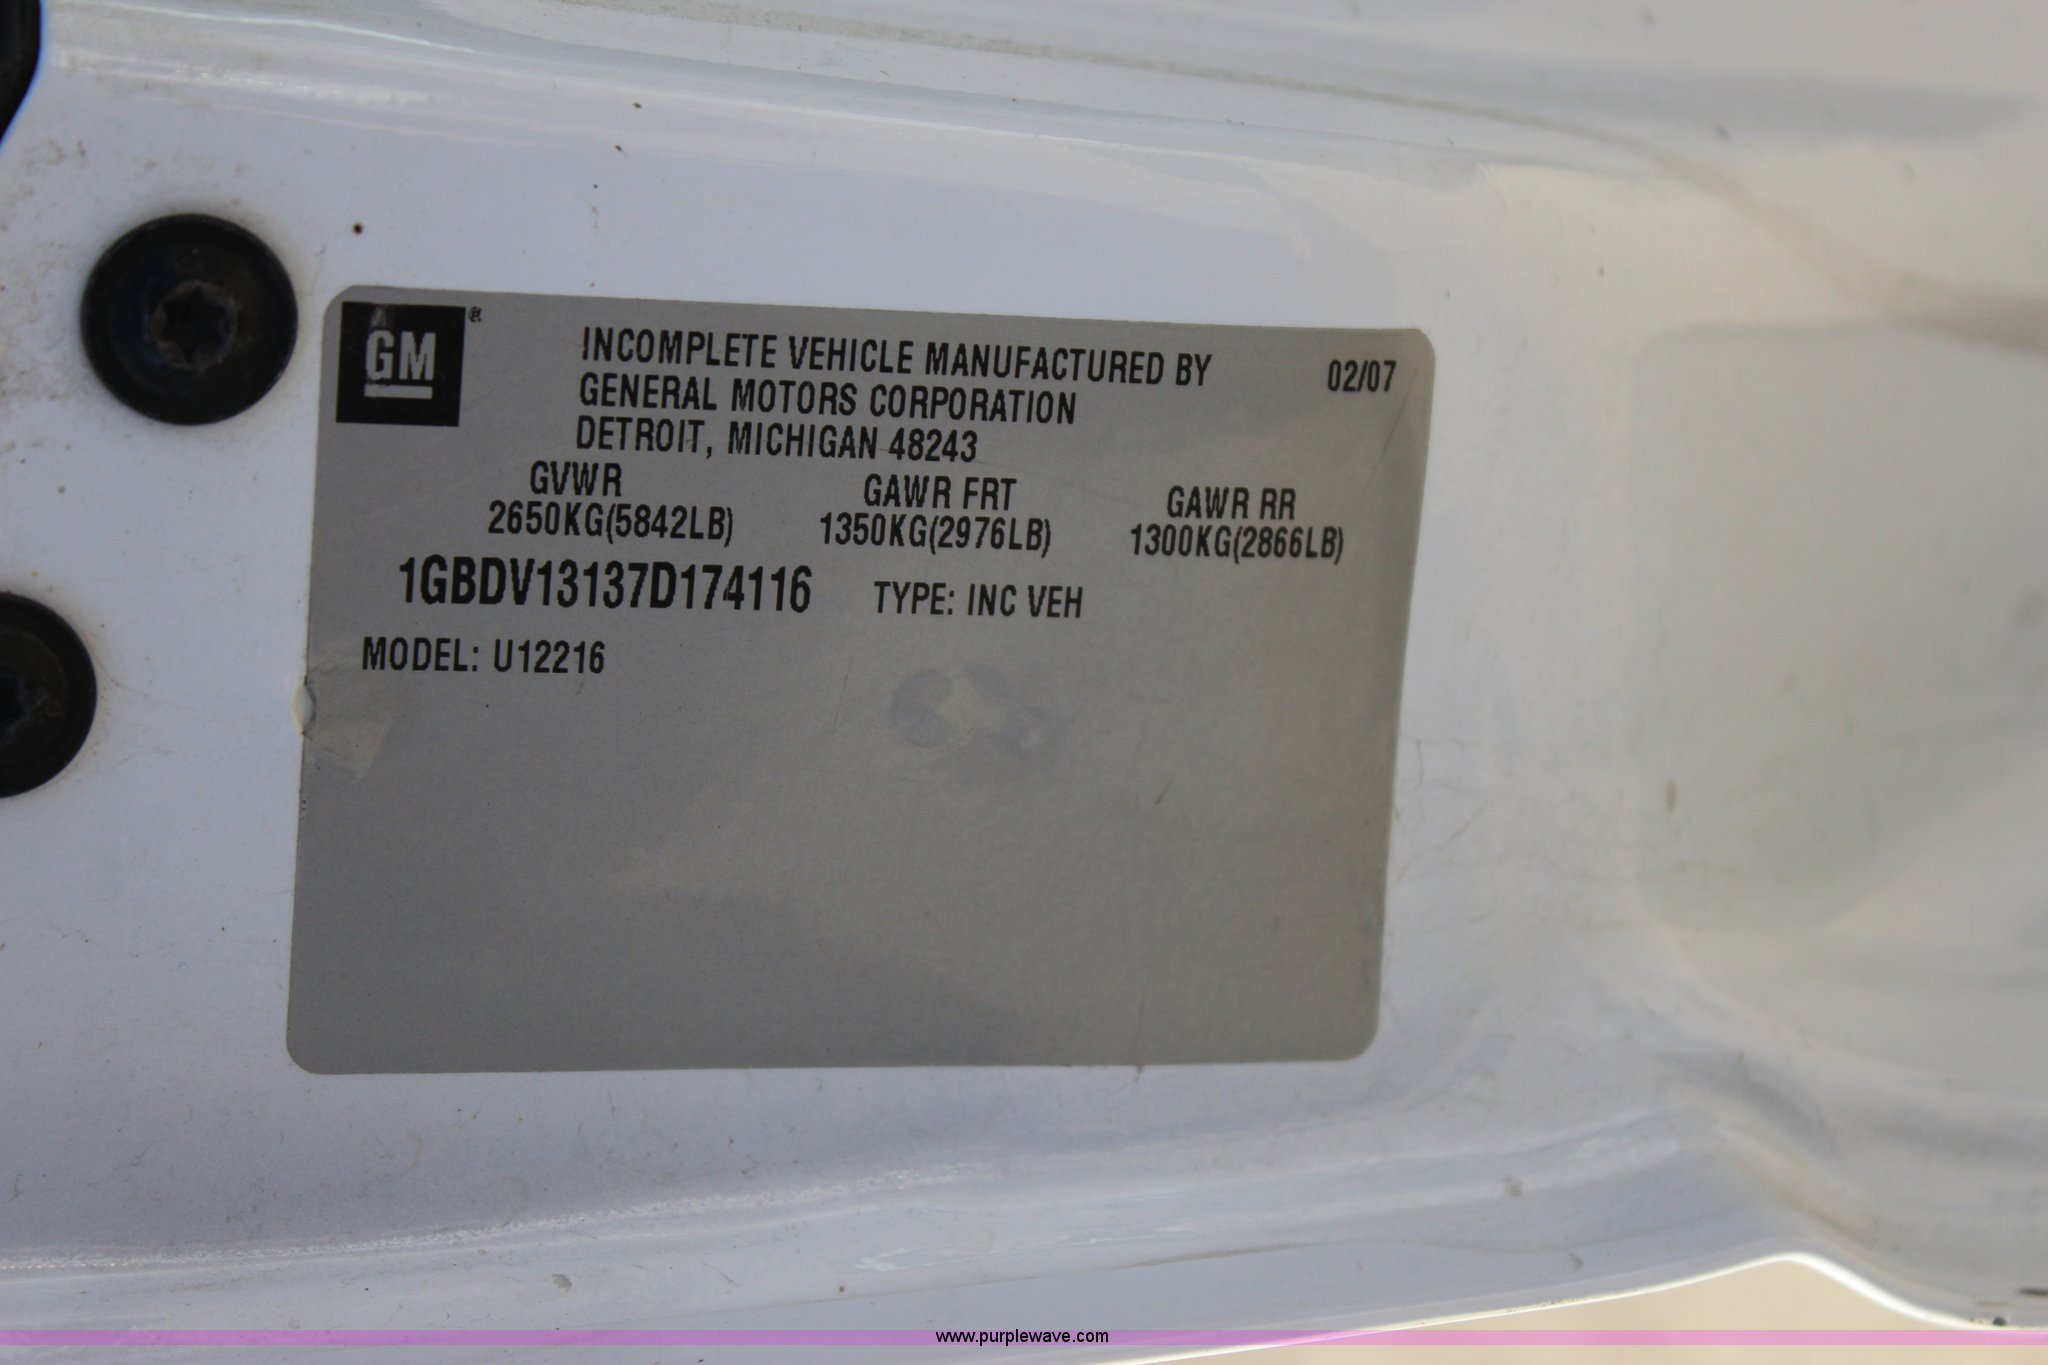 GM®
INCOMPLETE VEHICLE MANUFACTURED BY 02/07
GENERAL MOTORS CORPORATION
DETROIT, MICHIGAN 48243
GVWR GAWR FRT GAWR RR
2650KG(5842LB) 1350KG(2976LB) 1300KG(2866LB)
1GBDV13137D174116 TYPE: INC VEH
MODEL: U12216
www.purplewave.com